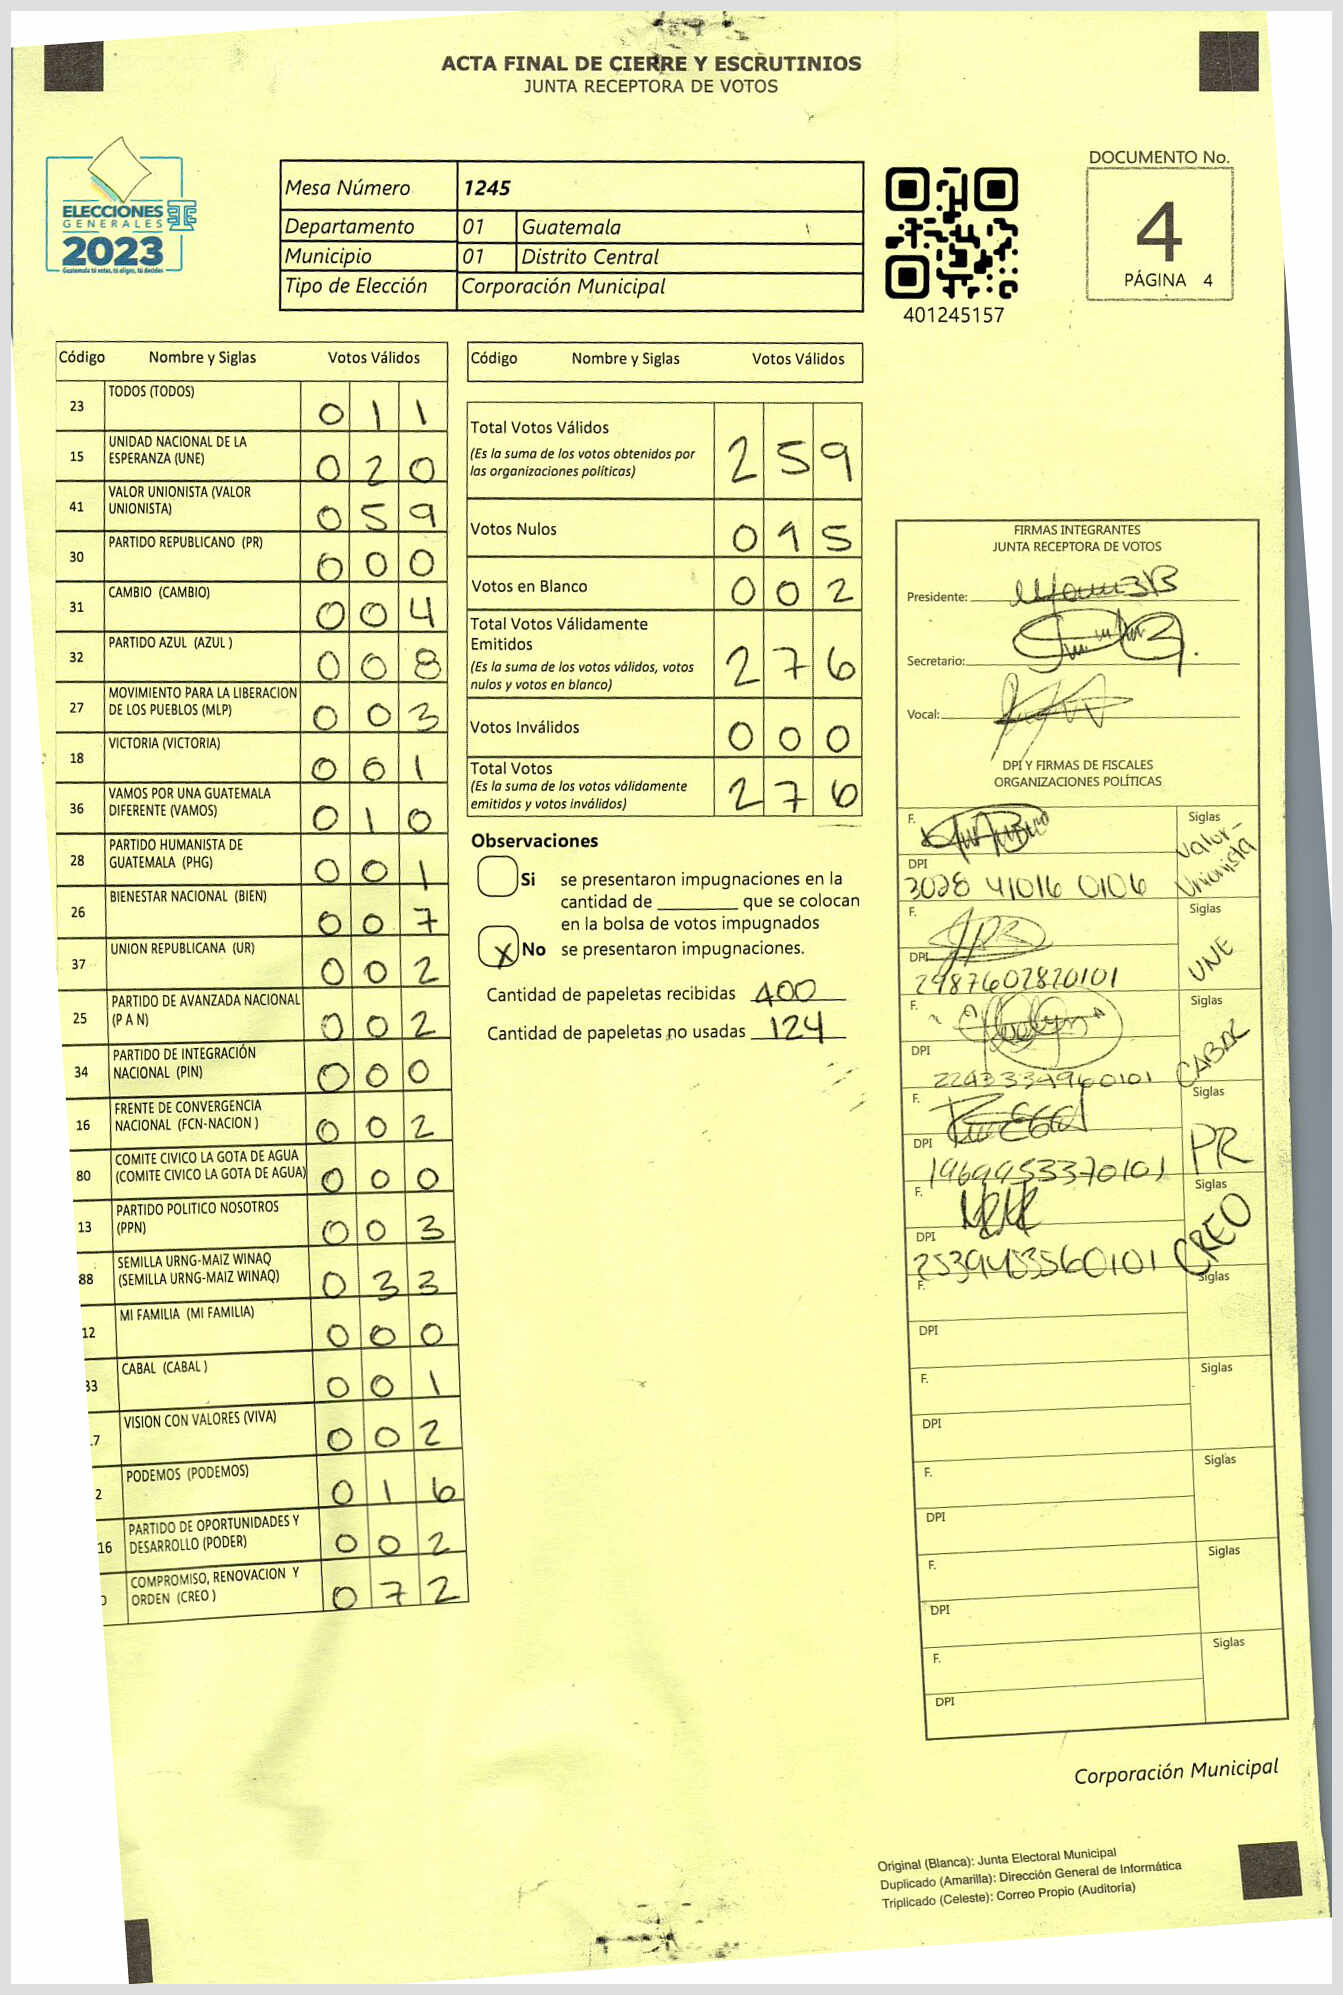 ACTA FINAL DE CIERRE Y ESCRUTINIOS
JUNTA RECEPTORA DE VOTOS
ELECCIONES
GENERALES
2023
Guatemala tú votas, tú eliges, tú decides
Mesa Número 1245
Departamento 01 Guatemala
Municipio 01 Distrito Central
Tipo de Elección Corporación Municipal
401245157
DOCUMENTO No.
4
PÁGINA 4
Código Nombre y Siglas Votos Válidos
23 TODOS (TODOS) 0 1 1
15 UNIDAD NACIONAL DE LA ESPERANZA (UNE) 0 2 0
41 VALOR UNIONISTA (VALOR UNIONISTA) 0 5 9
30 PARTIDO REPUBLICANO (PR) 0 0 0
31 CAMBIO (CAMBIO) 0 0 4
32 PARTIDO AZUL (AZUL ) 0 0 8
27 MOVIMIENTO PARA LA LIBERACION DE LOS PUEBLOS (MLP) 0 0 3
18 VICTORIA (VICTORIA) 0 0 1
36 VAMOS POR UNA GUATEMALA DIFERENTE (VAMOS) 0 1 0
28 PARTIDO HUMANISTA DE GUATEMALA (PHG) 0 0 1
26 BIENESTAR NACIONAL (BIEN) 0 0 7
37 UNION REPUBLICANA (UR) 0 0 2
25 PARTIDO DE AVANZADA NACIONAL (P A N) 0 0 2
34 PARTIDO DE INTEGRACIÓN NACIONAL (PIN) 0 0 0
16 FRENTE DE CONVERGENCIA NACIONAL (FCN-NACION ) 0 0 2
80 COMITE CIVICO LA GOTA DE AGUA (COMITE CIVICO LA GOTA DE AGUA) 0 0 0
13 PARTIDO POLITICO NOSOTROS (PPN) 0 0 3
88 SEMILLA URNG-MAIZ WINAQ (SEMILLA URNG-MAIZ WINAQ) 0 3 3
12 MI FAMILIA (MI FAMILIA) 0 0 0
33 CABAL (CABAL ) 0 0 1
7 VISION CON VALORES (VIVA) 0 0 2
2 PODEMOS (PODEMOS) 0 1 6
16 PARTIDO DE OPORTUNIDADES Y DESARROLLO (PODER) 0 0 2
COMPROMISO, RENOVACION Y ORDEN (CREO ) 0 7 2
Código Nombre y Siglas Votos Válidos
Total Votos Válidos 2 5 9
(Es la suma de los votos obtenidos por
las organizaciones políticas)
Votos Nulos 0 1 5
Votos en Blanco 0 0 2
Total Votos Válidamente
Emitidos 2 7 6
(Es la suma de los votos válidos, votos
nulos y votos en blanco)
Votos Inválidos 0 0 0
Total Votos 2 7 6
(Es la suma de los votos válidamente
emitidos y votos inválidos)
Observaciones
Si se presentaron impugnaciones en la
cantidad de ________ que se colocan
en la bolsa de votos impugnados
X No se presentaron impugnaciones.
Cantidad de papeletas recibidas 400
Cantidad de papeletas no usadas 124
FIRMAS INTEGRANTES
JUNTA RECEPTORA DE VOTOS
Presidente:
Secretario:
Vocal:
DPI Y FIRMAS DE FISCALES
ORGANIZACIONES POLÍTICAS
F. Siglas Valor-Unionista
DPI 3028 41016 0106
F. Siglas UNE
DPI 2987602820101
F. Siglas CABAL
DPI
F. Siglas PR
DPI 1969953370101
F. Siglas CREO
DPI 2539453560101
F. Siglas
DPI
F. Siglas
DPI
F. Siglas
DPI
F. Siglas
DPI
F. Siglas
DPI
Corporación Municipal
Original (Blanca): Junta Electoral Municipal
Duplicado (Amarilla): Dirección General de Informática
Triplicado (Celeste): Correo Propio (Auditoría)